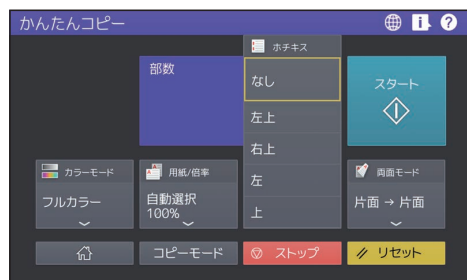 かんたんコピー
ホチキス
部数
なし
スタート
左上
右上
カラーモード
用紙/倍率
左
両面モード
フルカラー
自動選択
100%
上
片面 → 片面
コピーモード
ストップ
リセット